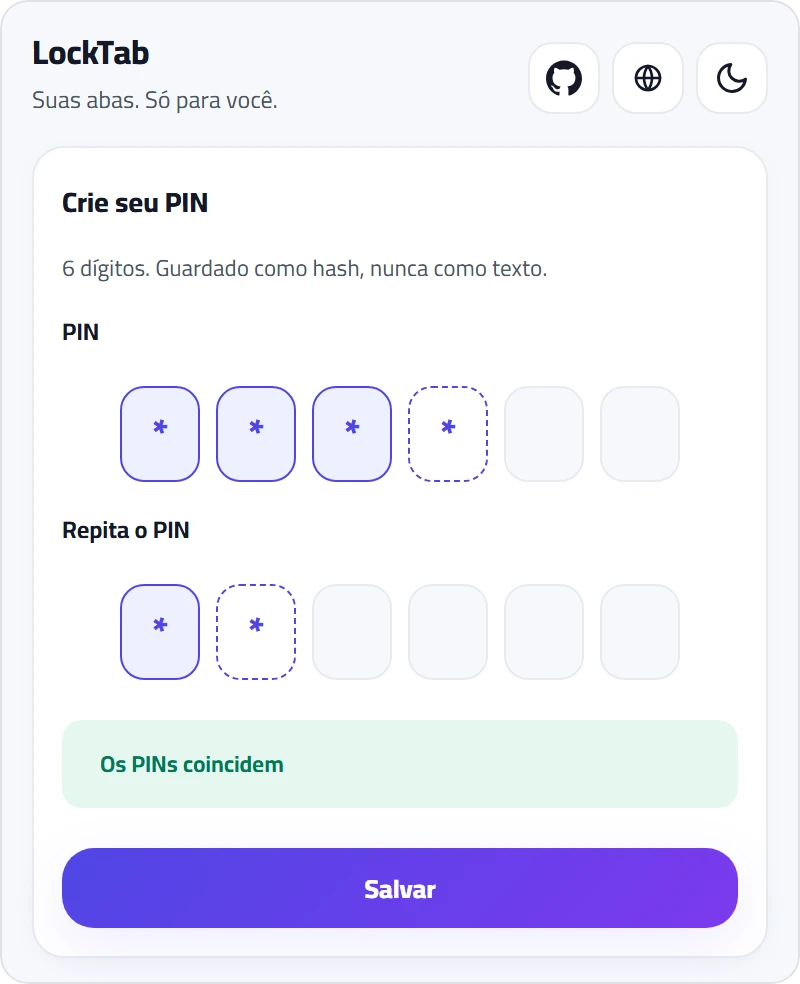 LockTab
Suas abas. Só para você.
Crie seu PIN
6 dígitos. Guardado como hash, nunca como texto.
PIN
* * * *
Repita o PIN
* *
Os PINs coincidem
Salvar